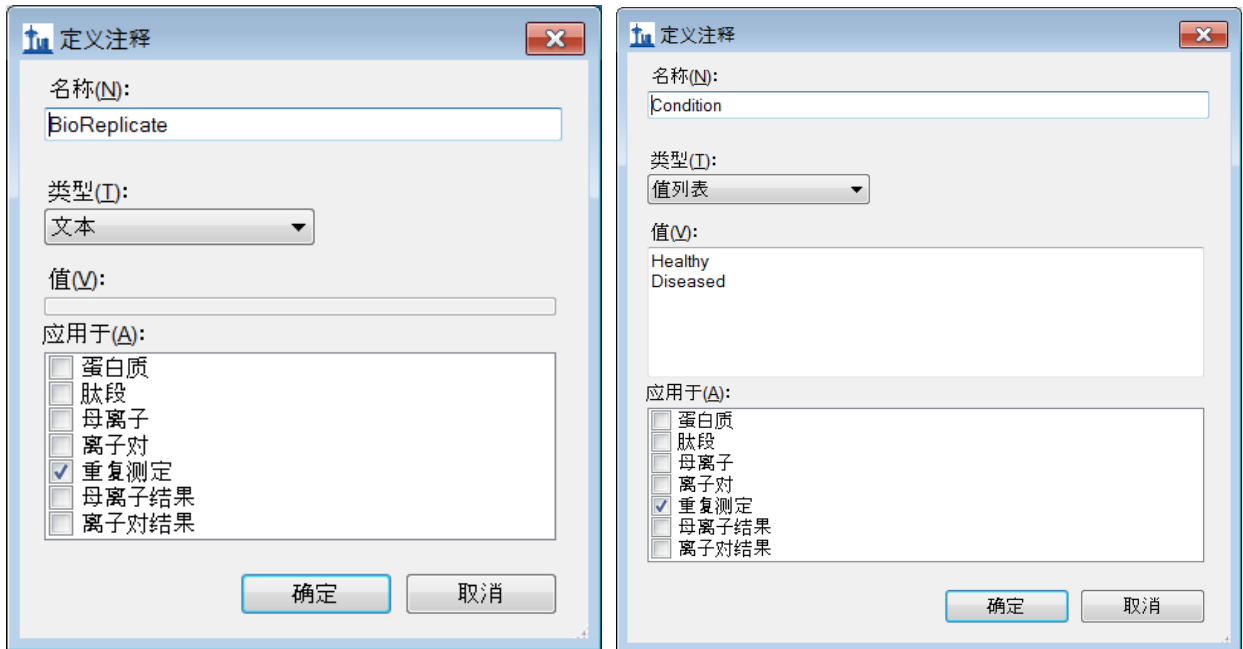 定义注释
名称(N):
BioReplicate
类型(T):
文本
值(V):
应用于(A):
蛋白质
肽段
母离子
离子对
重复测定
母离子结果
离子对结果
确定
取消
定义注释
名称(N):
Condition
类型(T):
值列表
值(V):
Healthy
Diseased
应用于(A):
蛋白质
肽段
母离子
离子对
重复测定
母离子结果
离子对结果
确定
取消